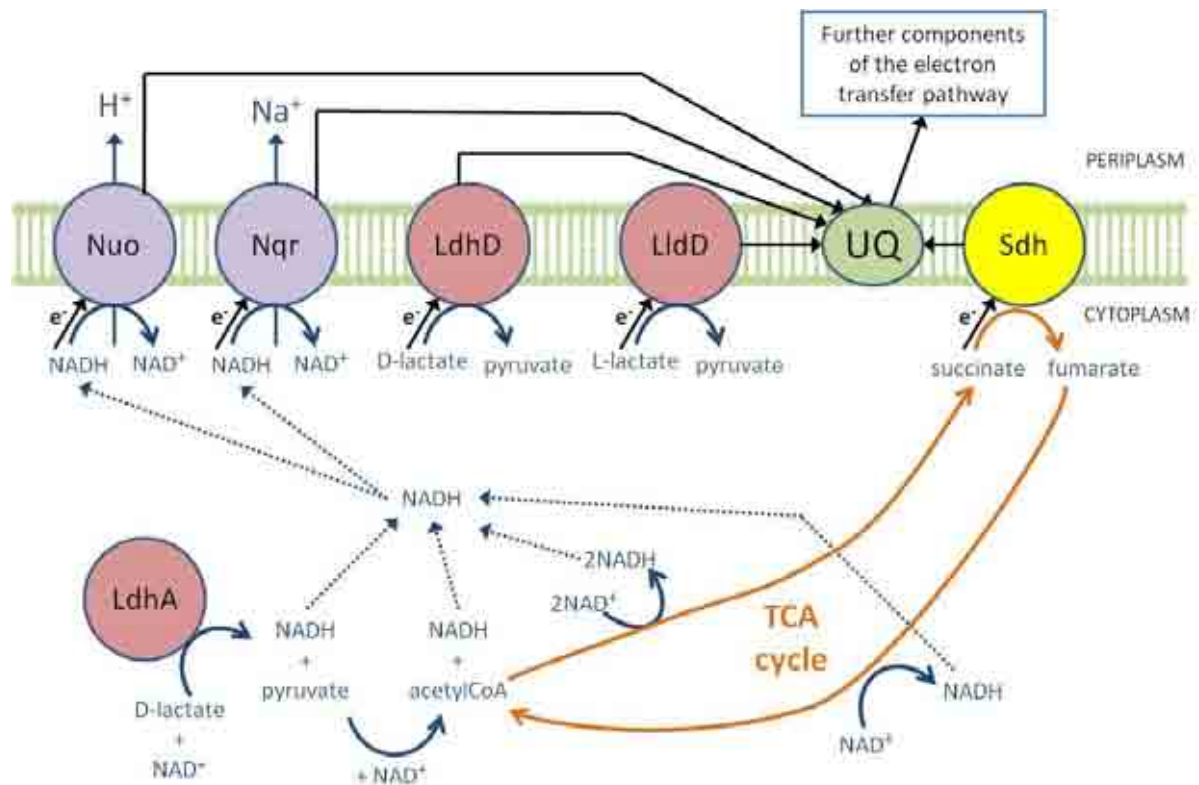 Further components
of the electron
transfer pathway
H⁺
Na⁺
PERIPLASM
Nuo
Nqr
LdhD
LldD
UQ
Sdh
CYTOPLASM
e⁻
e⁻
e⁻
e⁻
e⁻
NADH
NAD⁺
NADH
NAD⁺
D-lactate
pyruvate
L-lactate
pyruvate
succinate
fumarate
NADH
2NADH
LdhA
2NAD⁺
TCA
cycle
NADH
+
pyruvate
NADH
+
acetylCoA
NADH
D-lactate
+
NAD⁺
+ NAD⁺
NAD⁺